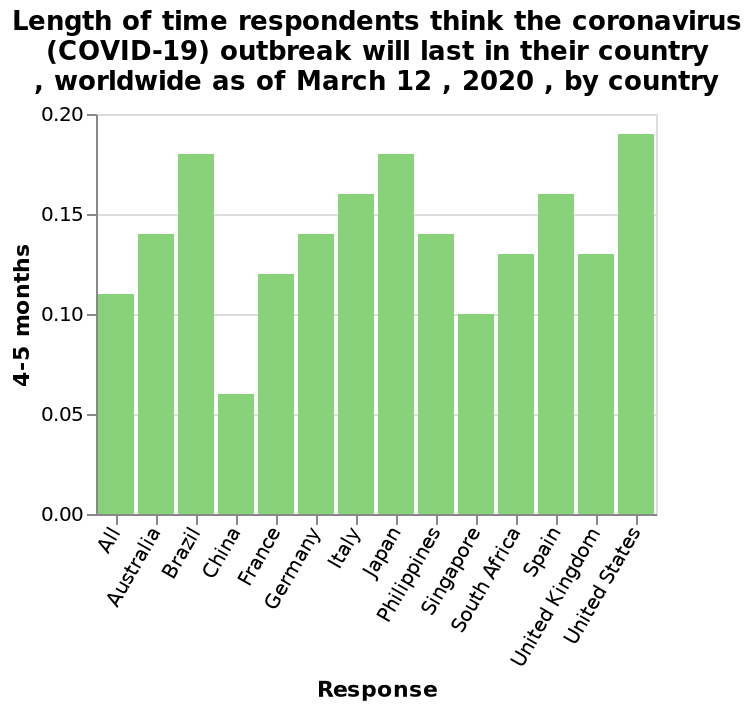 Length of time respondents think the coronavirus
(COVID-19) outbreak will last in their country
, worldwide as of March 12 , 2020 , by country
0.20
0.15
0.10
0.05
0.00
4-5 months
All
Australia
Brazil
China
France
Germany
Italy
Japan
Philippines
Singapore
South Africa
Spain
United Kingdom
United States
Response